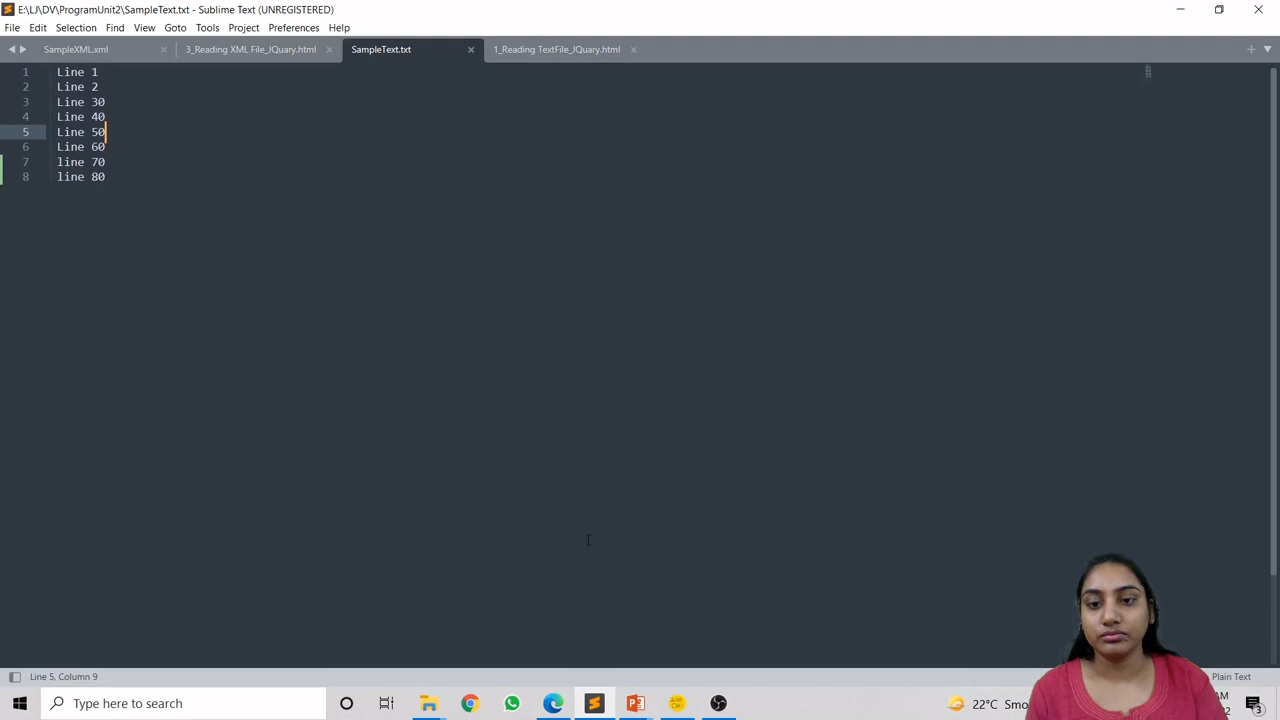 E:\LJ\DV\ProgramUnit2\SampleText.txt - Sublime Text (UNREGISTERED)
File Edit Selection Find View Goto Tools Project Preferences Help
SampleXML.xml 3_Reading XML File_JQuary.html SampleText.txt 1_Reading TextFile_JQuary.html
1 Line 1
2 Line 2
3 Line 30
4 Line 40
5 Line 50
6 Line 60
7 line 70
8 line 80
Line 5, Column 9 Plain Text
Type here to search 22°C 3